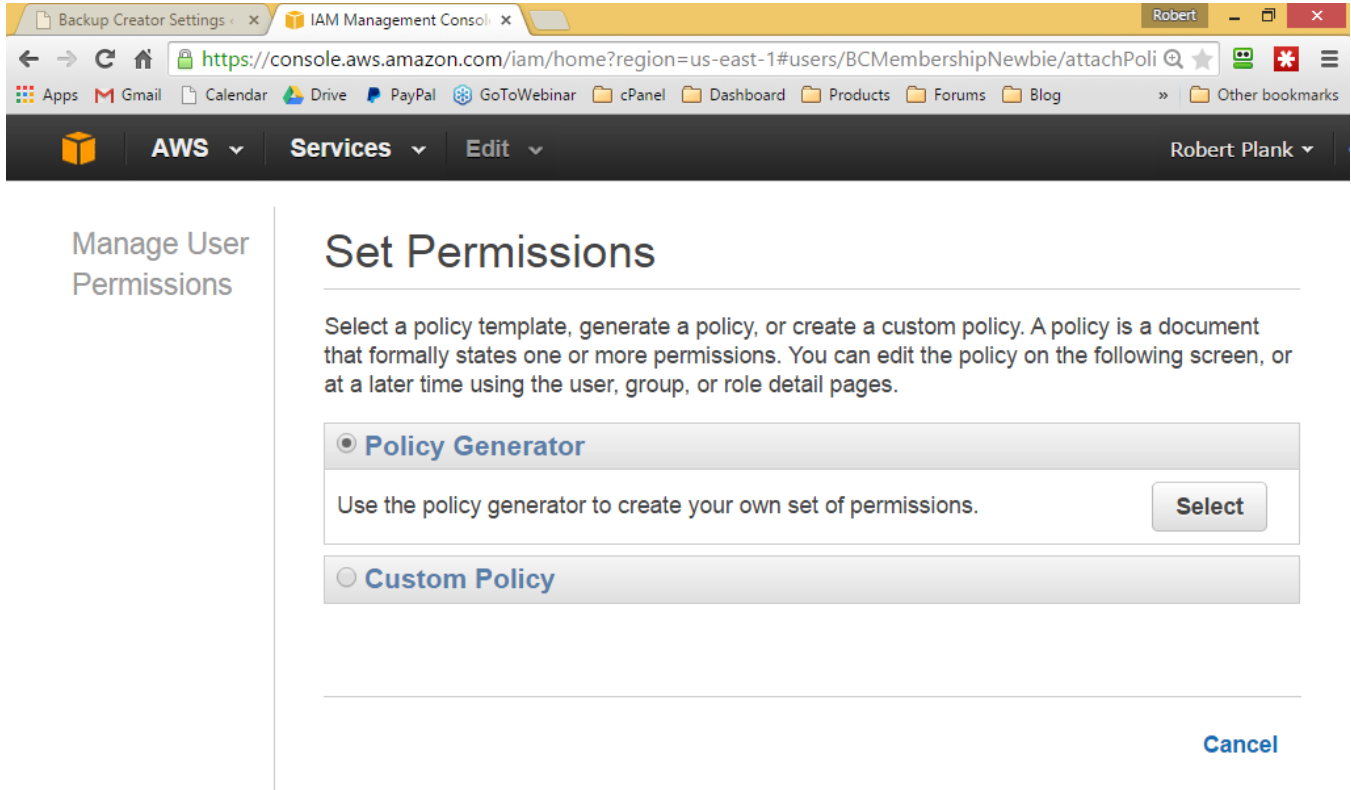 Backup Creator Settings
IAM Management Consol
Robert
https://console.aws.amazon.com/iam/home?region=us-east-1#users/BCMembershipNewbie/attachPoli
Apps Gmail Calendar Drive PayPal GoToWebinar cPanel Dashboard Products Forums Blog » Other bookmarks
AWS Services Edit Robert Plank
Manage User
Permissions
Set Permissions
Select a policy template, generate a policy, or create a custom policy. A policy is a document
that formally states one or more permissions. You can edit the policy on the following screen, or
at a later time using the user, group, or role detail pages.
Policy Generator
Use the policy generator to create your own set of permissions.
Select
Custom Policy
Cancel